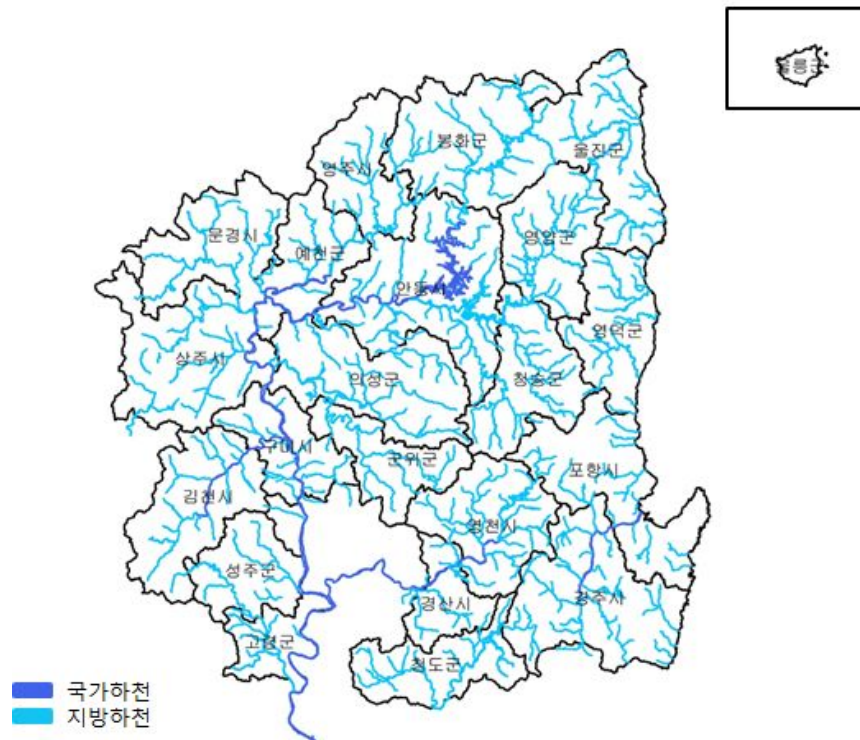 울릉군
봉화군
울진군
영주시
문경시
영양군
예천군
안동시
영덕군
상주시
의성군
청송군
구미시
군위군
포항시
김천시
영천시
성주군
경산시
경주시
고령군
청도군
국가하천
지방하천